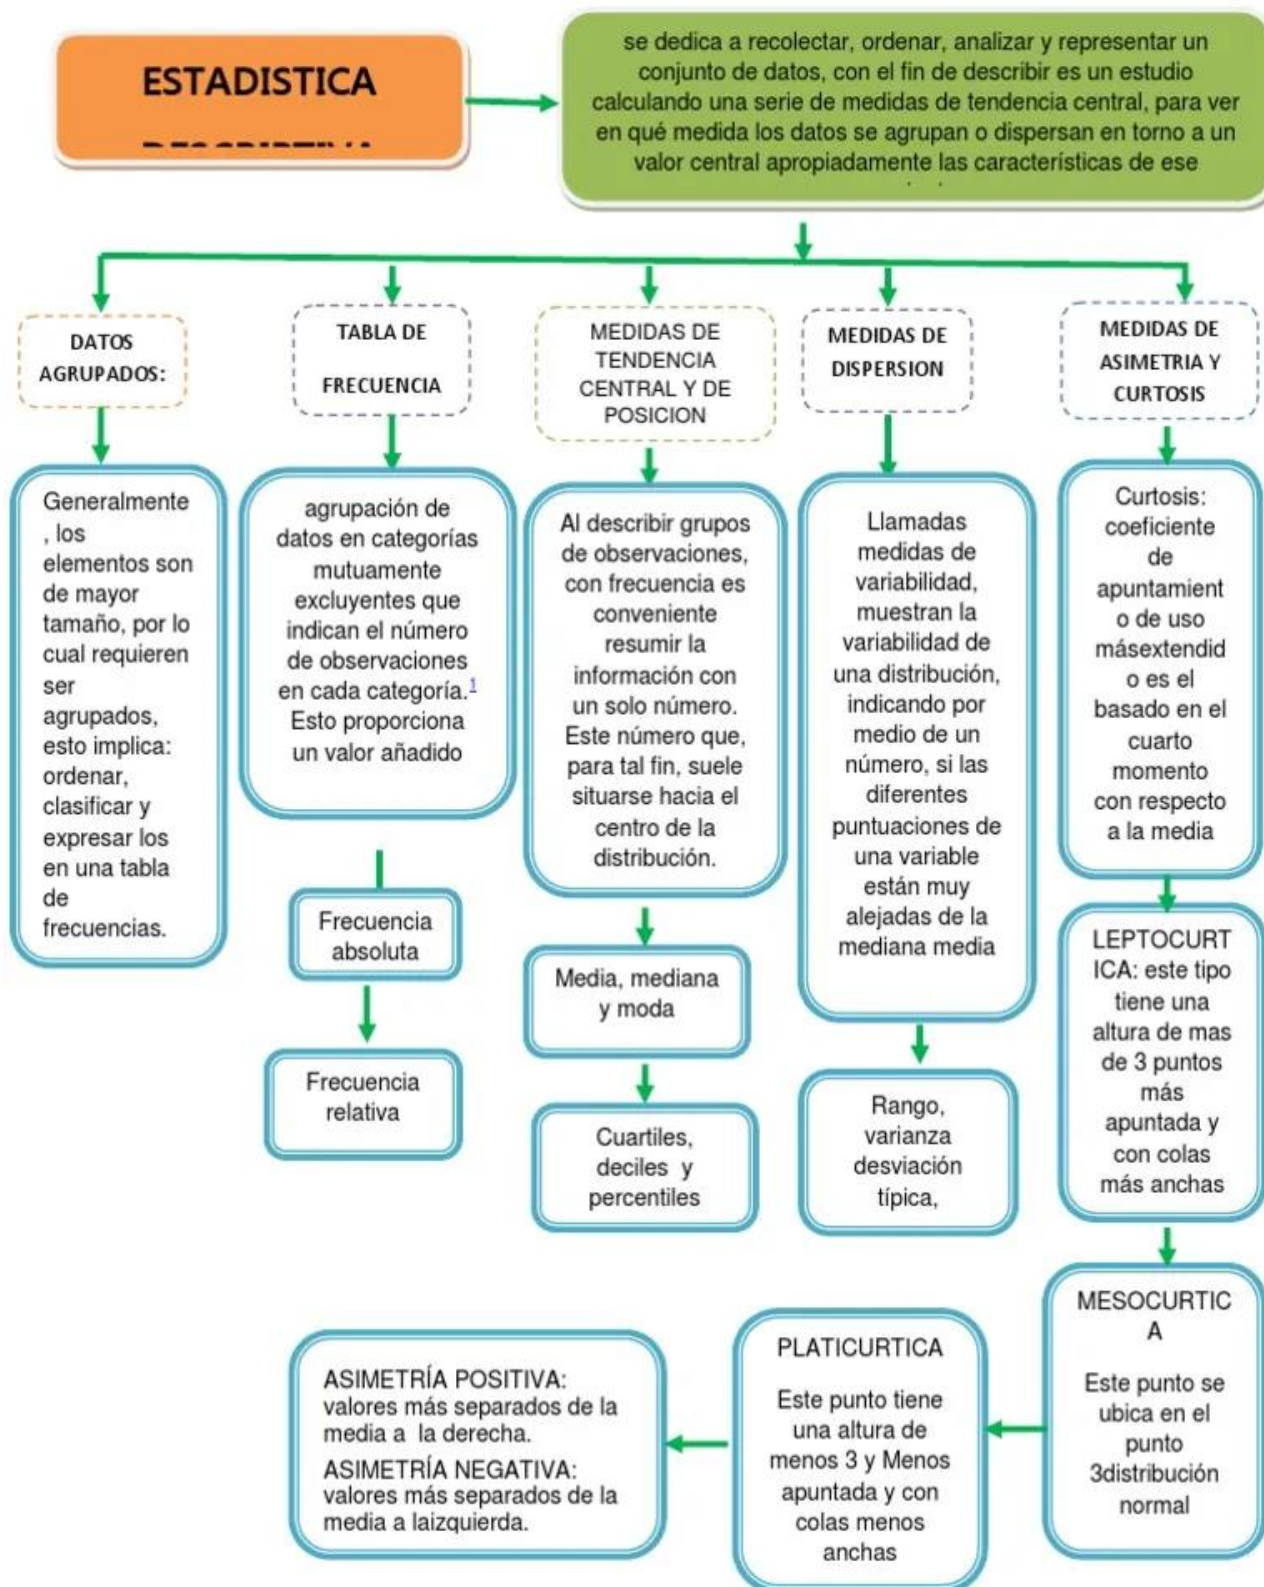 ESTADISTICA
se dedica a recolectar, ordenar, analizar y representar un
conjunto de datos, con el fin de describir es un estudio
calculando una serie de medidas de tendencia central, para ver
en qué medida los datos se agrupan o dispersan en torno a un
valor central apropiadamente las características de ese
DATOS
AGRUPADOS:
Generalmente
, los
elementos son
de mayor
tamaño, por lo
cual requieren
ser
agrupados,
esto implica:
ordenar,
clasificar y
expresar los
en una tabla
de
frecuencias.
TABLA DE
FRECUENCIA
agrupación de
datos en categorías
mutuamente
excluyentes que
indican el número
de observaciones
en cada categoría.1
Esto proporciona
un valor añadido
Frecuencia
absoluta
Frecuencia
relativa
MEDIDAS DE
TENDENCIA
CENTRAL Y DE
POSICION
Al describir grupos
de observaciones,
con frecuencia es
conveniente
resumir la
información con
un solo número.
Este número que,
para tal fin, suele
situarse hacia el
centro de la
distribución.
Media, mediana
y moda
Cuartiles,
deciles y
percentiles
MEDIDAS DE
DISPERSION
Llamadas
medidas de
variabilidad,
muestran la
variabilidad de
una distribución,
indicando por
medio de un
número, si las
diferentes
puntuaciones de
una variable
están muy
alejadas de la
mediana media
Rango,
varianza
desviación
típica,
MEDIDAS DE
ASIMETRIA Y
CURTOSIS
Curtosis:
coeficiente
de
apuntamient
o de uso
másextendid
o es el
basado en el
cuarto
momento
con respecto
a la media
LEPTOCURT
ICA: este tipo
tiene una
altura de mas
de 3 puntos
más
apuntada y
con colas
más anchas
MESOCURTIC
A
Este punto se
ubica en el
punto
3distribución
normal
PLATICURTICA
Este punto tiene
una altura de
menos 3 y Menos
apuntada y con
colas menos
anchas
ASIMETRÍA POSITIVA:
valores más separados de la
media a la derecha.
ASIMETRÍA NEGATIVA:
valores más separados de la
media a laizquierda.